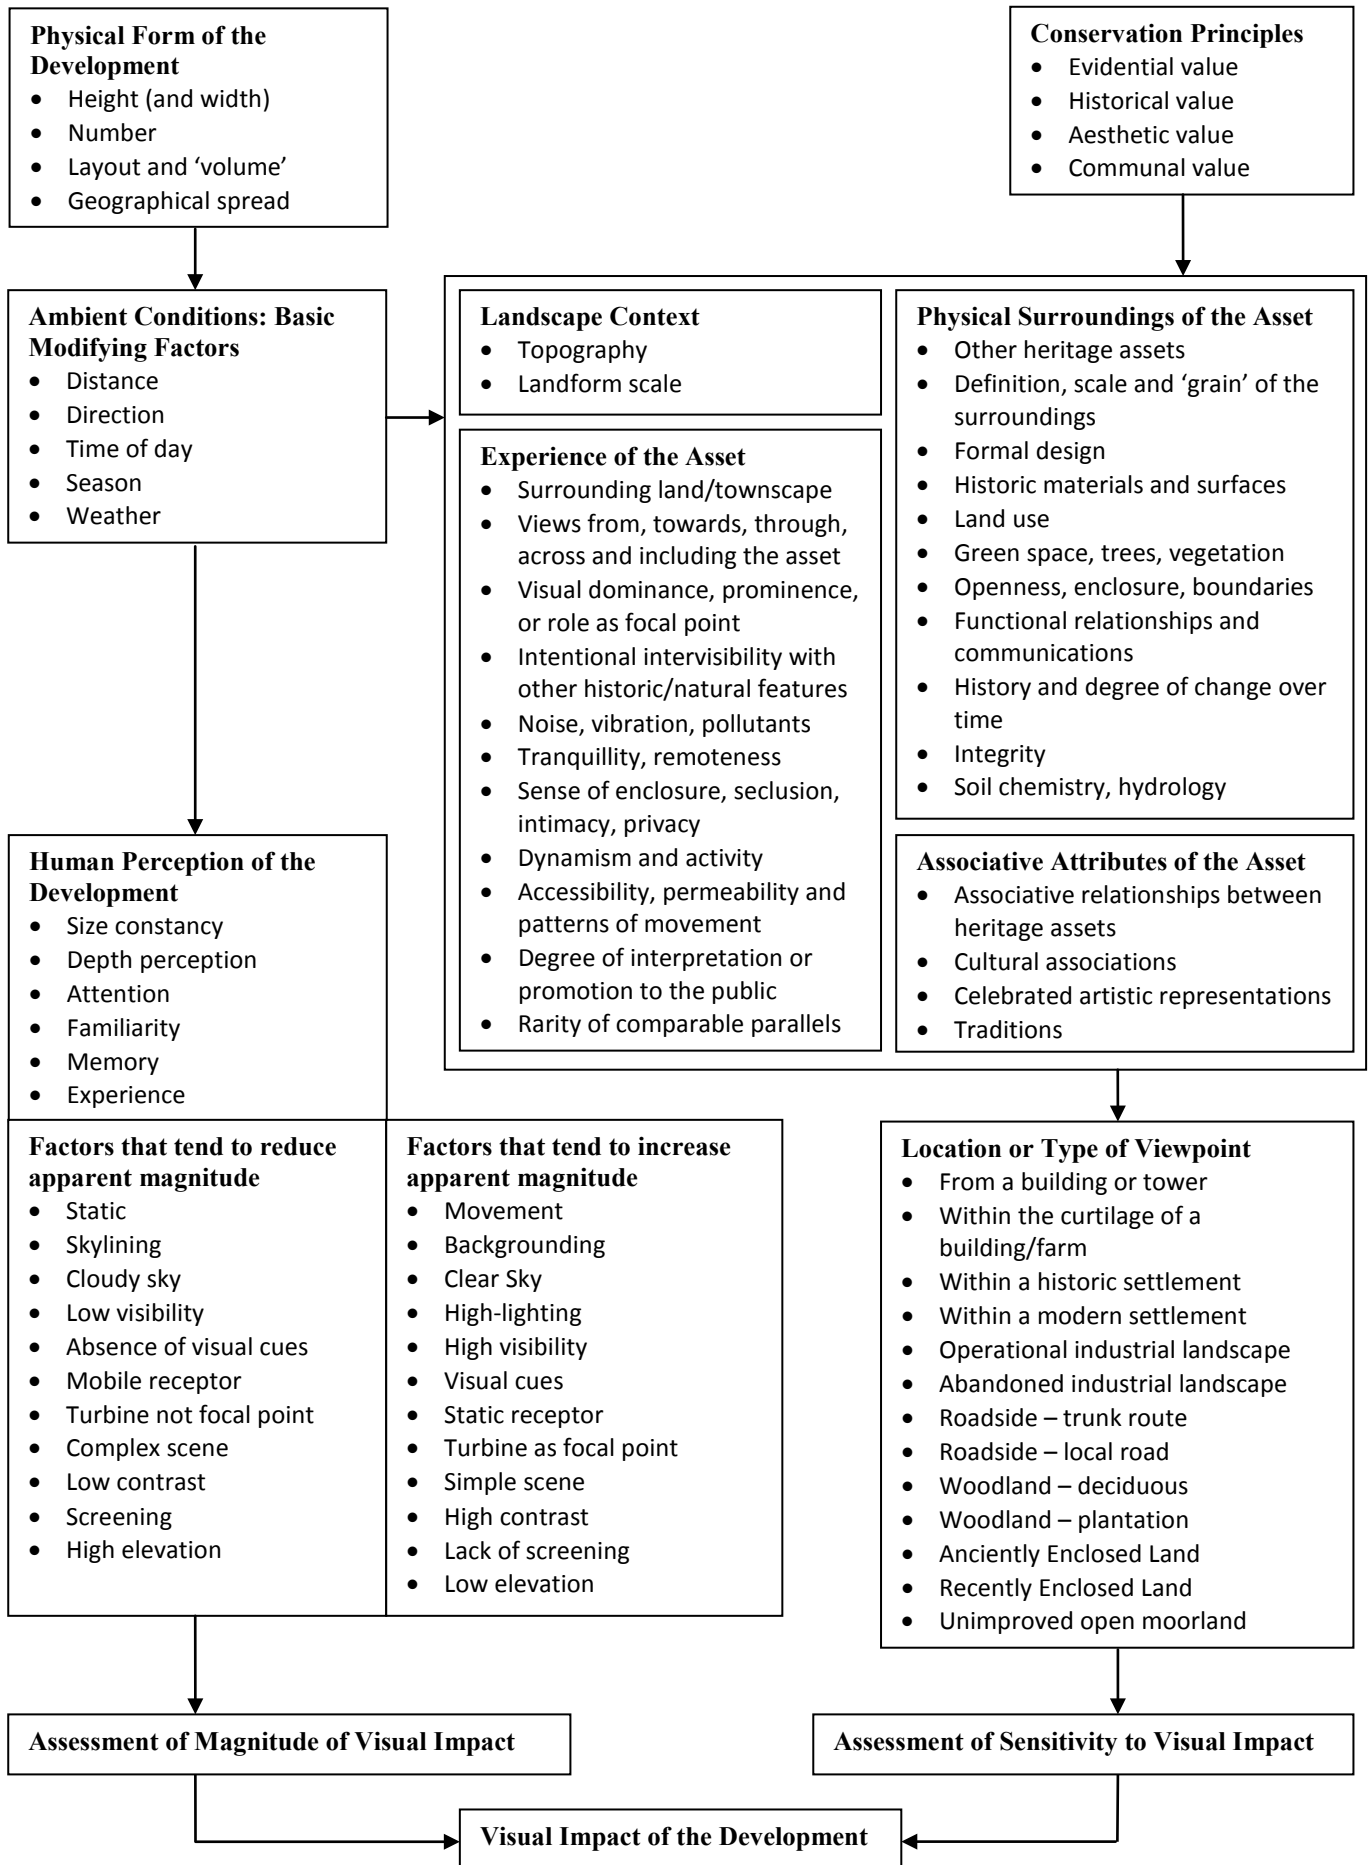 Physical Form of the
Development
• Height (and width)
• Number
• Layout and ‘volume’
• Geographical spread
Conservation Principles
• Evidential value
• Historical value
• Aesthetic value
• Communal value
Ambient Conditions: Basic
Modifying Factors
• Distance
• Direction
• Time of day
• Season
• Weather
Landscape Context
• Topography
• Landform scale
Experience of the Asset
• Surrounding land/townscape
• Views from, towards, through,
across and including the asset
• Visual dominance, prominence,
or role as focal point
• Intentional intervisibility with
other historic/natural features
• Noise, vibration, pollutants
• Tranquillity, remoteness
• Sense of enclosure, seclusion,
intimacy, privacy
• Dynamism and activity
• Accessibility, permeability and
patterns of movement
• Degree of interpretation or
promotion to the public
• Rarity of comparable parallels
Physical Surroundings of the Asset
• Other heritage assets
• Definition, scale and ‘grain’ of the
surroundings
• Formal design
• Historic materials and surfaces
• Land use
• Green space, trees, vegetation
• Openness, enclosure, boundaries
• Functional relationships and
communications
• History and degree of change over
time
• Integrity
• Soil chemistry, hydrology
Associative Attributes of the Asset
• Associative relationships between
heritage assets
• Cultural associations
• Celebrated artistic representations
• Traditions
Human Perception of the
Development
• Size constancy
• Depth perception
• Attention
• Familiarity
• Memory
• Experience
Factors that tend to reduce
apparent magnitude
• Static
• Skylining
• Cloudy sky
• Low visibility
• Absence of visual cues
• Mobile receptor
• Turbine not focal point
• Complex scene
• Low contrast
• Screening
• High elevation
Factors that tend to increase
apparent magnitude
• Movement
• Backgrounding
• Clear Sky
• High-lighting
• High visibility
• Visual cues
• Static receptor
• Turbine as focal point
• Simple scene
• High contrast
• Lack of screening
• Low elevation
Location or Type of Viewpoint
• From a building or tower
• Within the curtilage of a
building/farm
• Within a historic settlement
• Within a modern settlement
• Operational industrial landscape
• Abandoned industrial landscape
• Roadside – trunk route
• Roadside – local road
• Woodland – deciduous
• Woodland – plantation
• Anciently Enclosed Land
• Recently Enclosed Land
• Unimproved open moorland
Assessment of Magnitude of Visual Impact
Assessment of Sensitivity to Visual Impact
Visual Impact of the Development